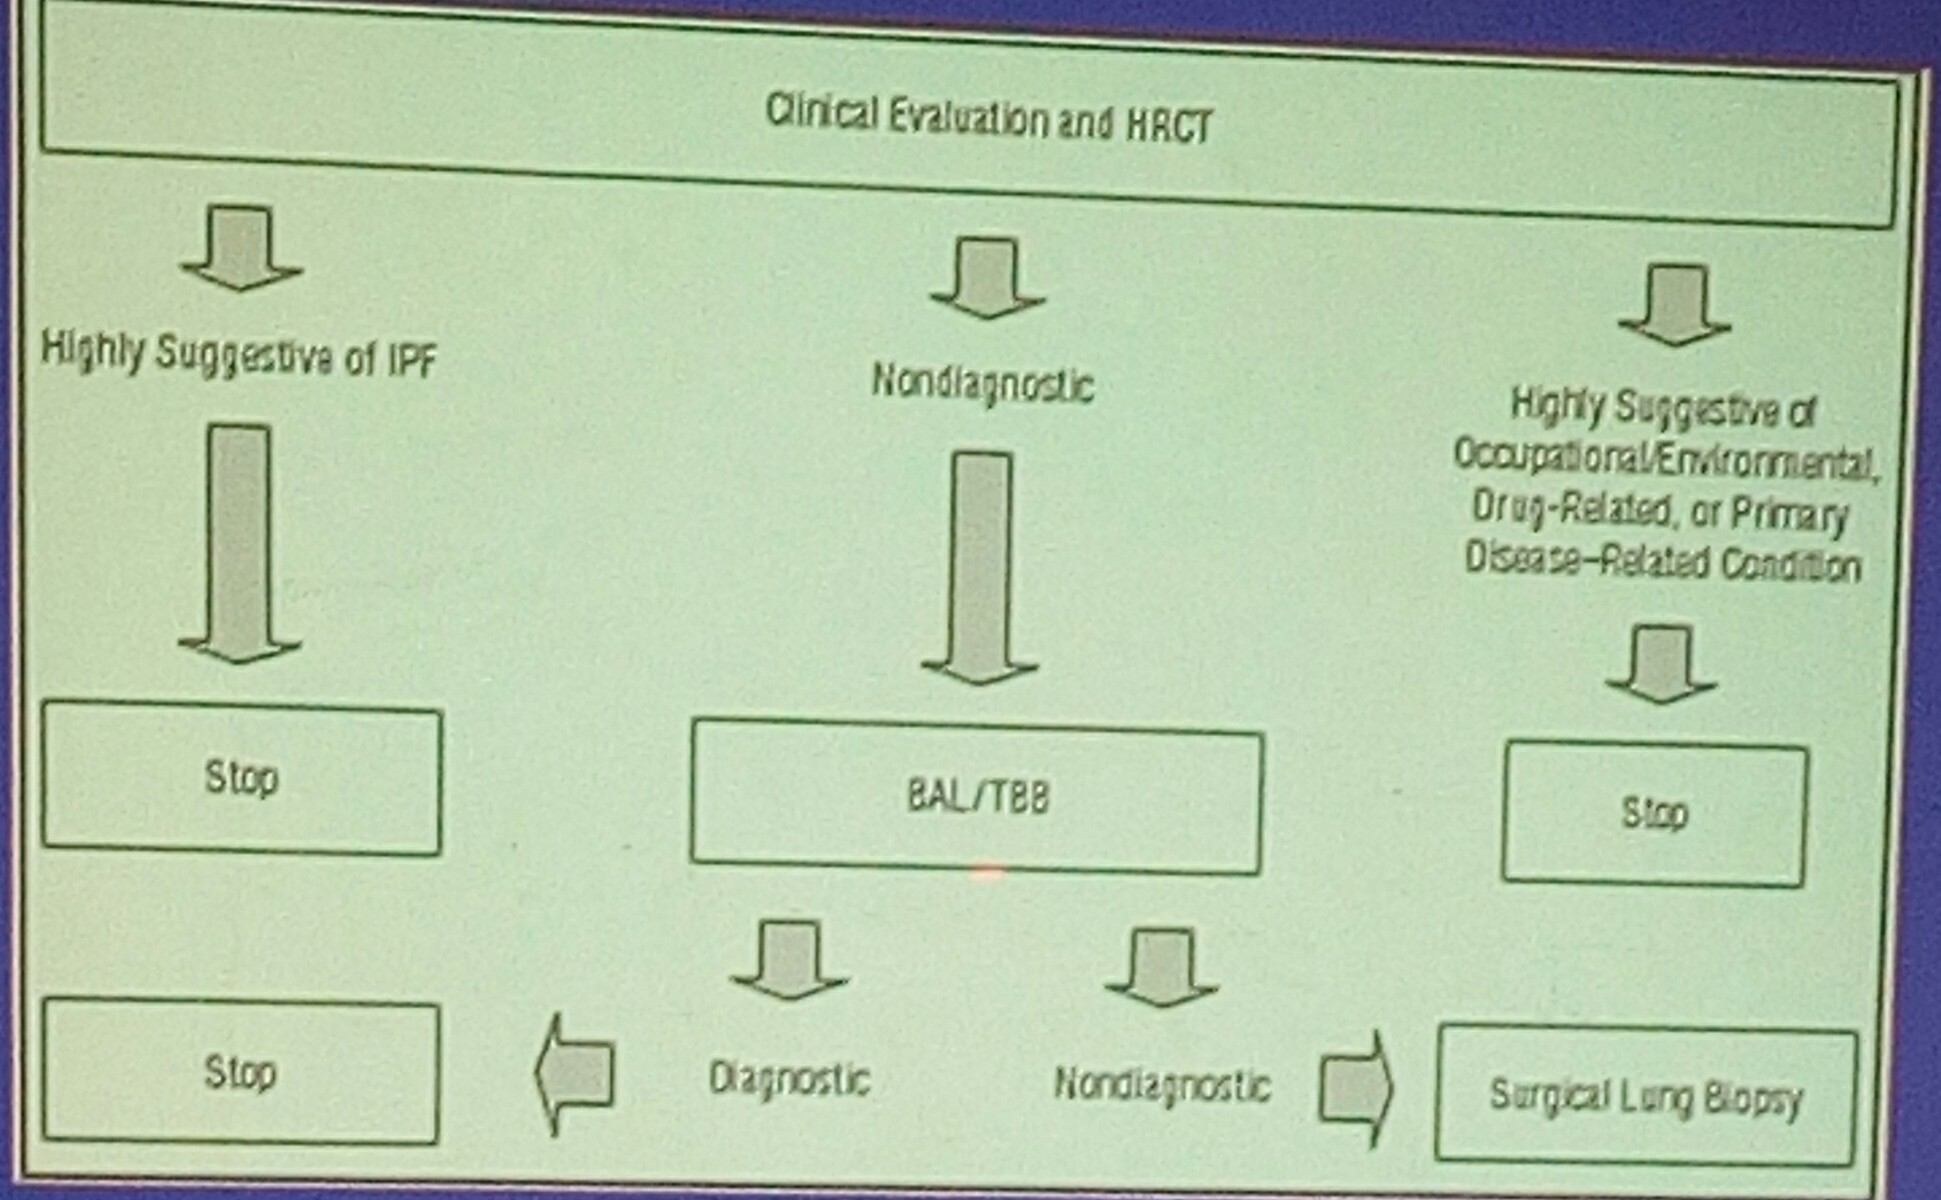 Clinical Evaluation and HRCT
Highly Suggestive of IPF
Nondiagnostic
Highly Suggestive of
Occupational/Environmental,
Drug-Related, or Primary
Disease–Related Condition
Stop
BAL/TBB
Stop
Stop
Diagnostic
Nondiagnostic
Surgical Lung Biopsy